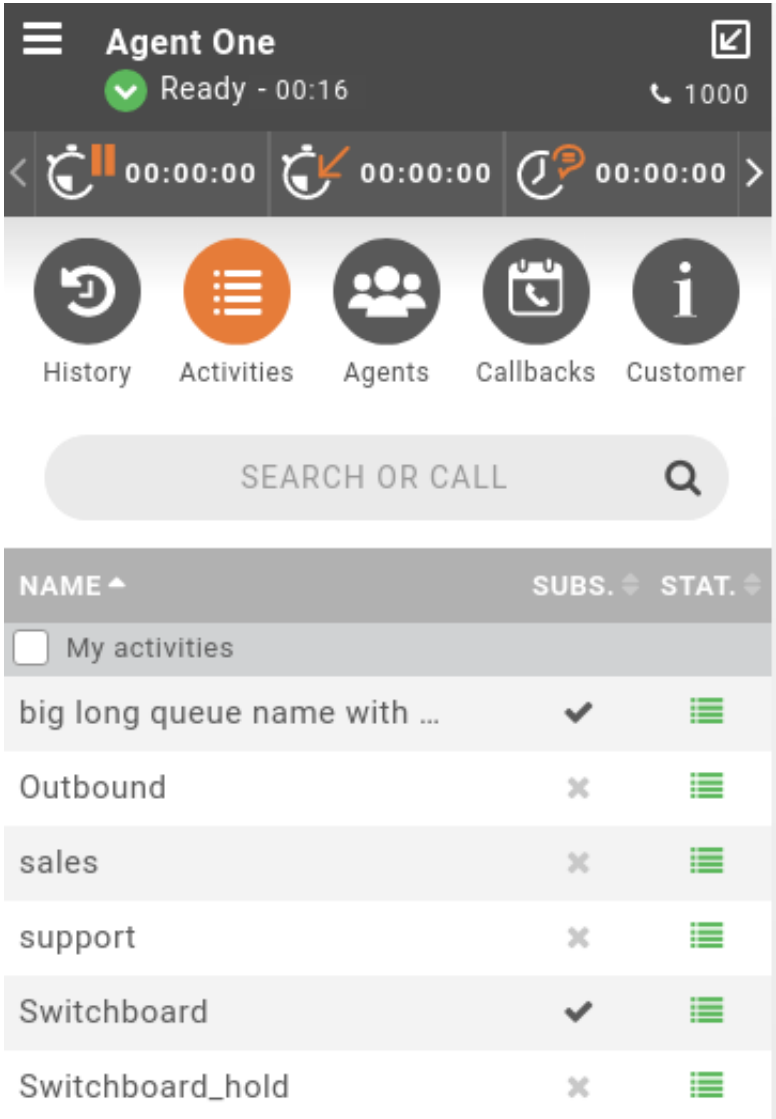 Agent One
Ready - 00:16
1000
00:00:00 00:00:00 00:00:00
History Activities Agents Callbacks Customer
SEARCH OR CALL
NAME SUBS. STAT.
My activities
big long queue name with ...
Outbound
sales
support
Switchboard
Switchboard_hold